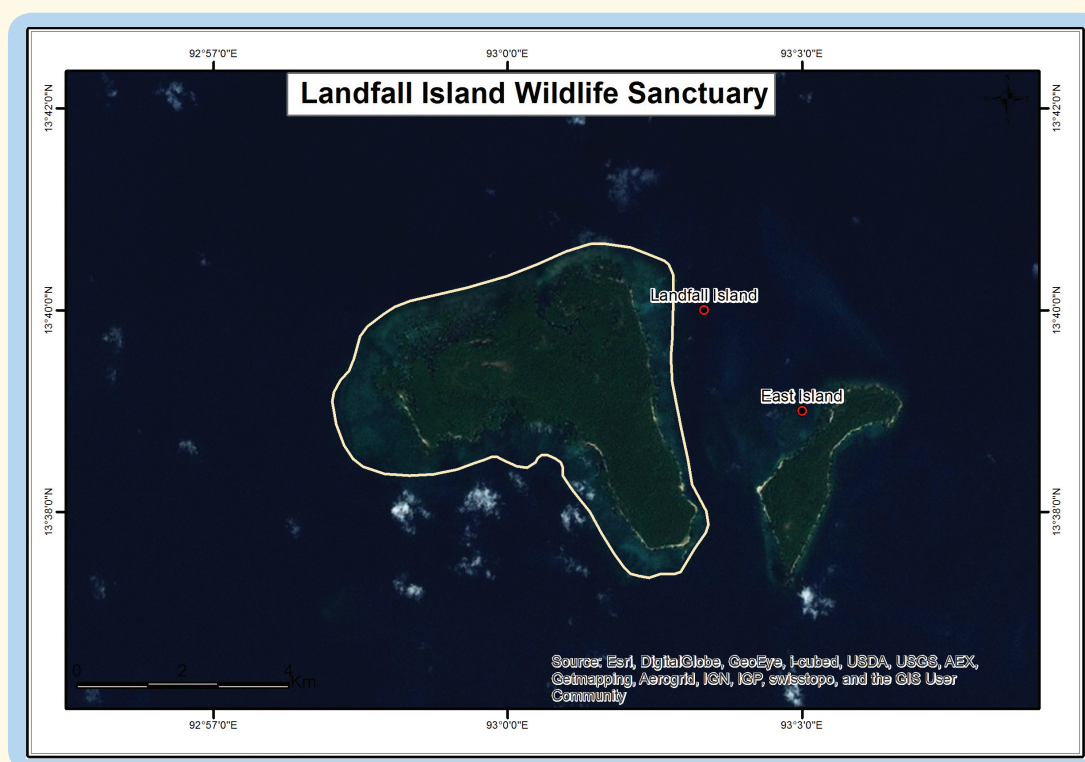 92°57'0"E 93°0'0"E 93°3'0"E
Landfall Island Wildlife Sanctuary
13°42'0"N 13°42'0"N
Landfall Island
13°40'0"N 13°40'0"N
East Island
13°38'0"N 13°38'0"N
Source: Esri, DigitalGlobe, GeoEye, i-cubed, USDA, USGS, AEX,
Getmapping, Aerogrid, IGN, IGP, swisstopo, and the GIS User
Community
0 2 4
Km
92°57'0"E 93°0'0"E 93°3'0"E